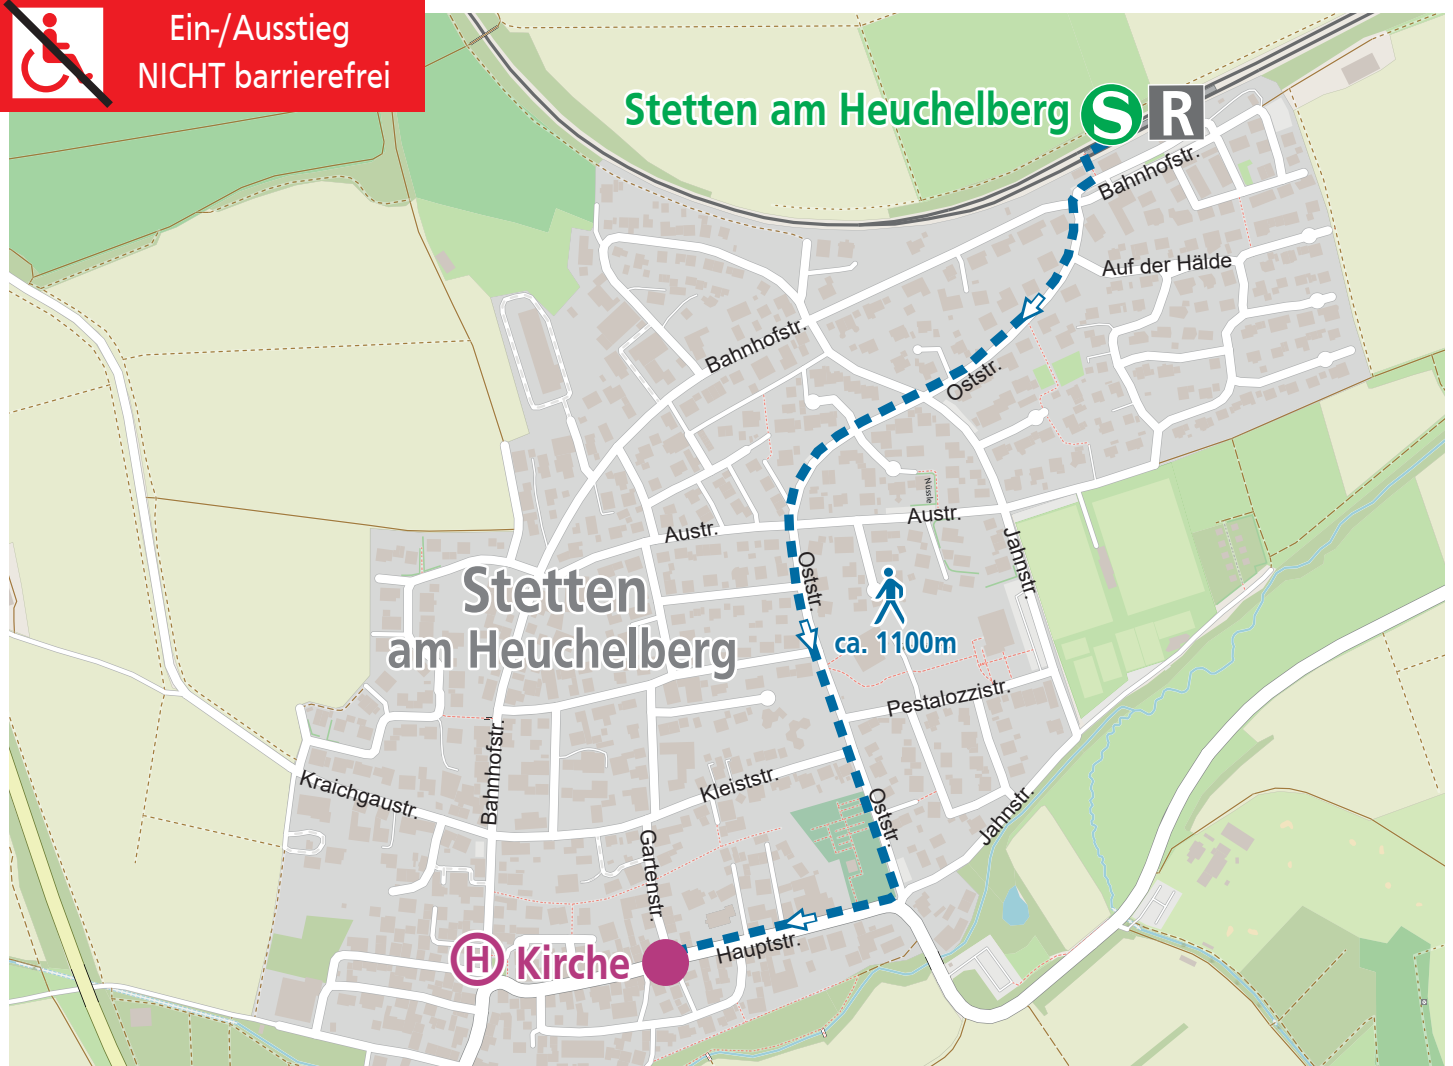 Ein-/Ausstieg
NICHT barrierefrei
Stetten am Heuchelberg S R
Bahnhofstr.
Auf der Hälde
Bahnhofstr.
Oststr.
Nüssle
Austr.
Austr.
Jahnstr.
Oststr.
Stetten
am Heuchelberg
ca. 1100m
Pestalozzistr.
Bahnhofstr.
Kraichgaustr.
Kleiststr.
Oststr.
Jahnstr.
Gartenstr.
Hauptstr.
H Kirche